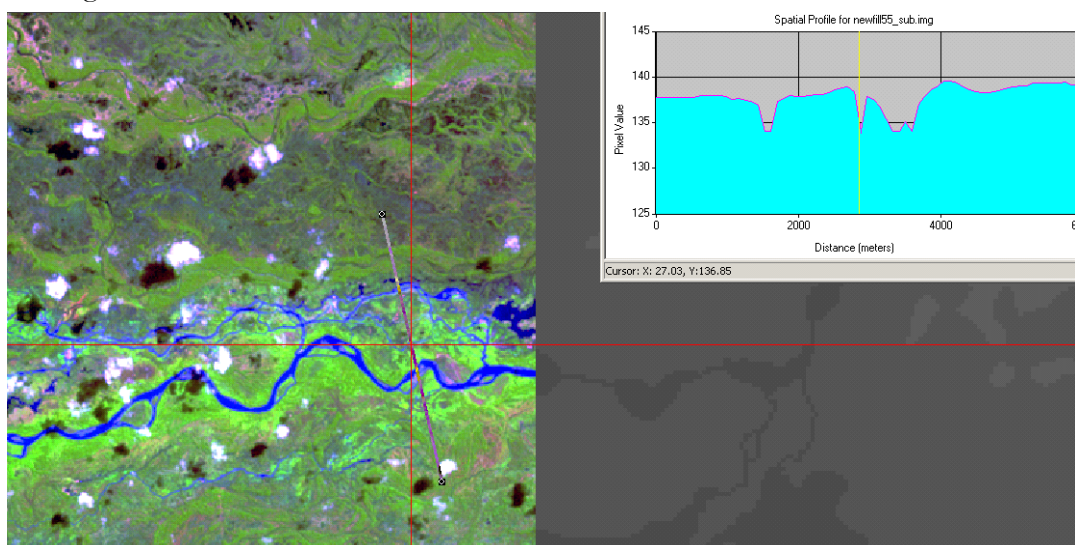 Spatial Profile for newfill55_sub.img
145
140
135
130
125
Pixel Value
0
2000
4000
Distance (meters)
Cursor: X: 27.03, Y:136.85